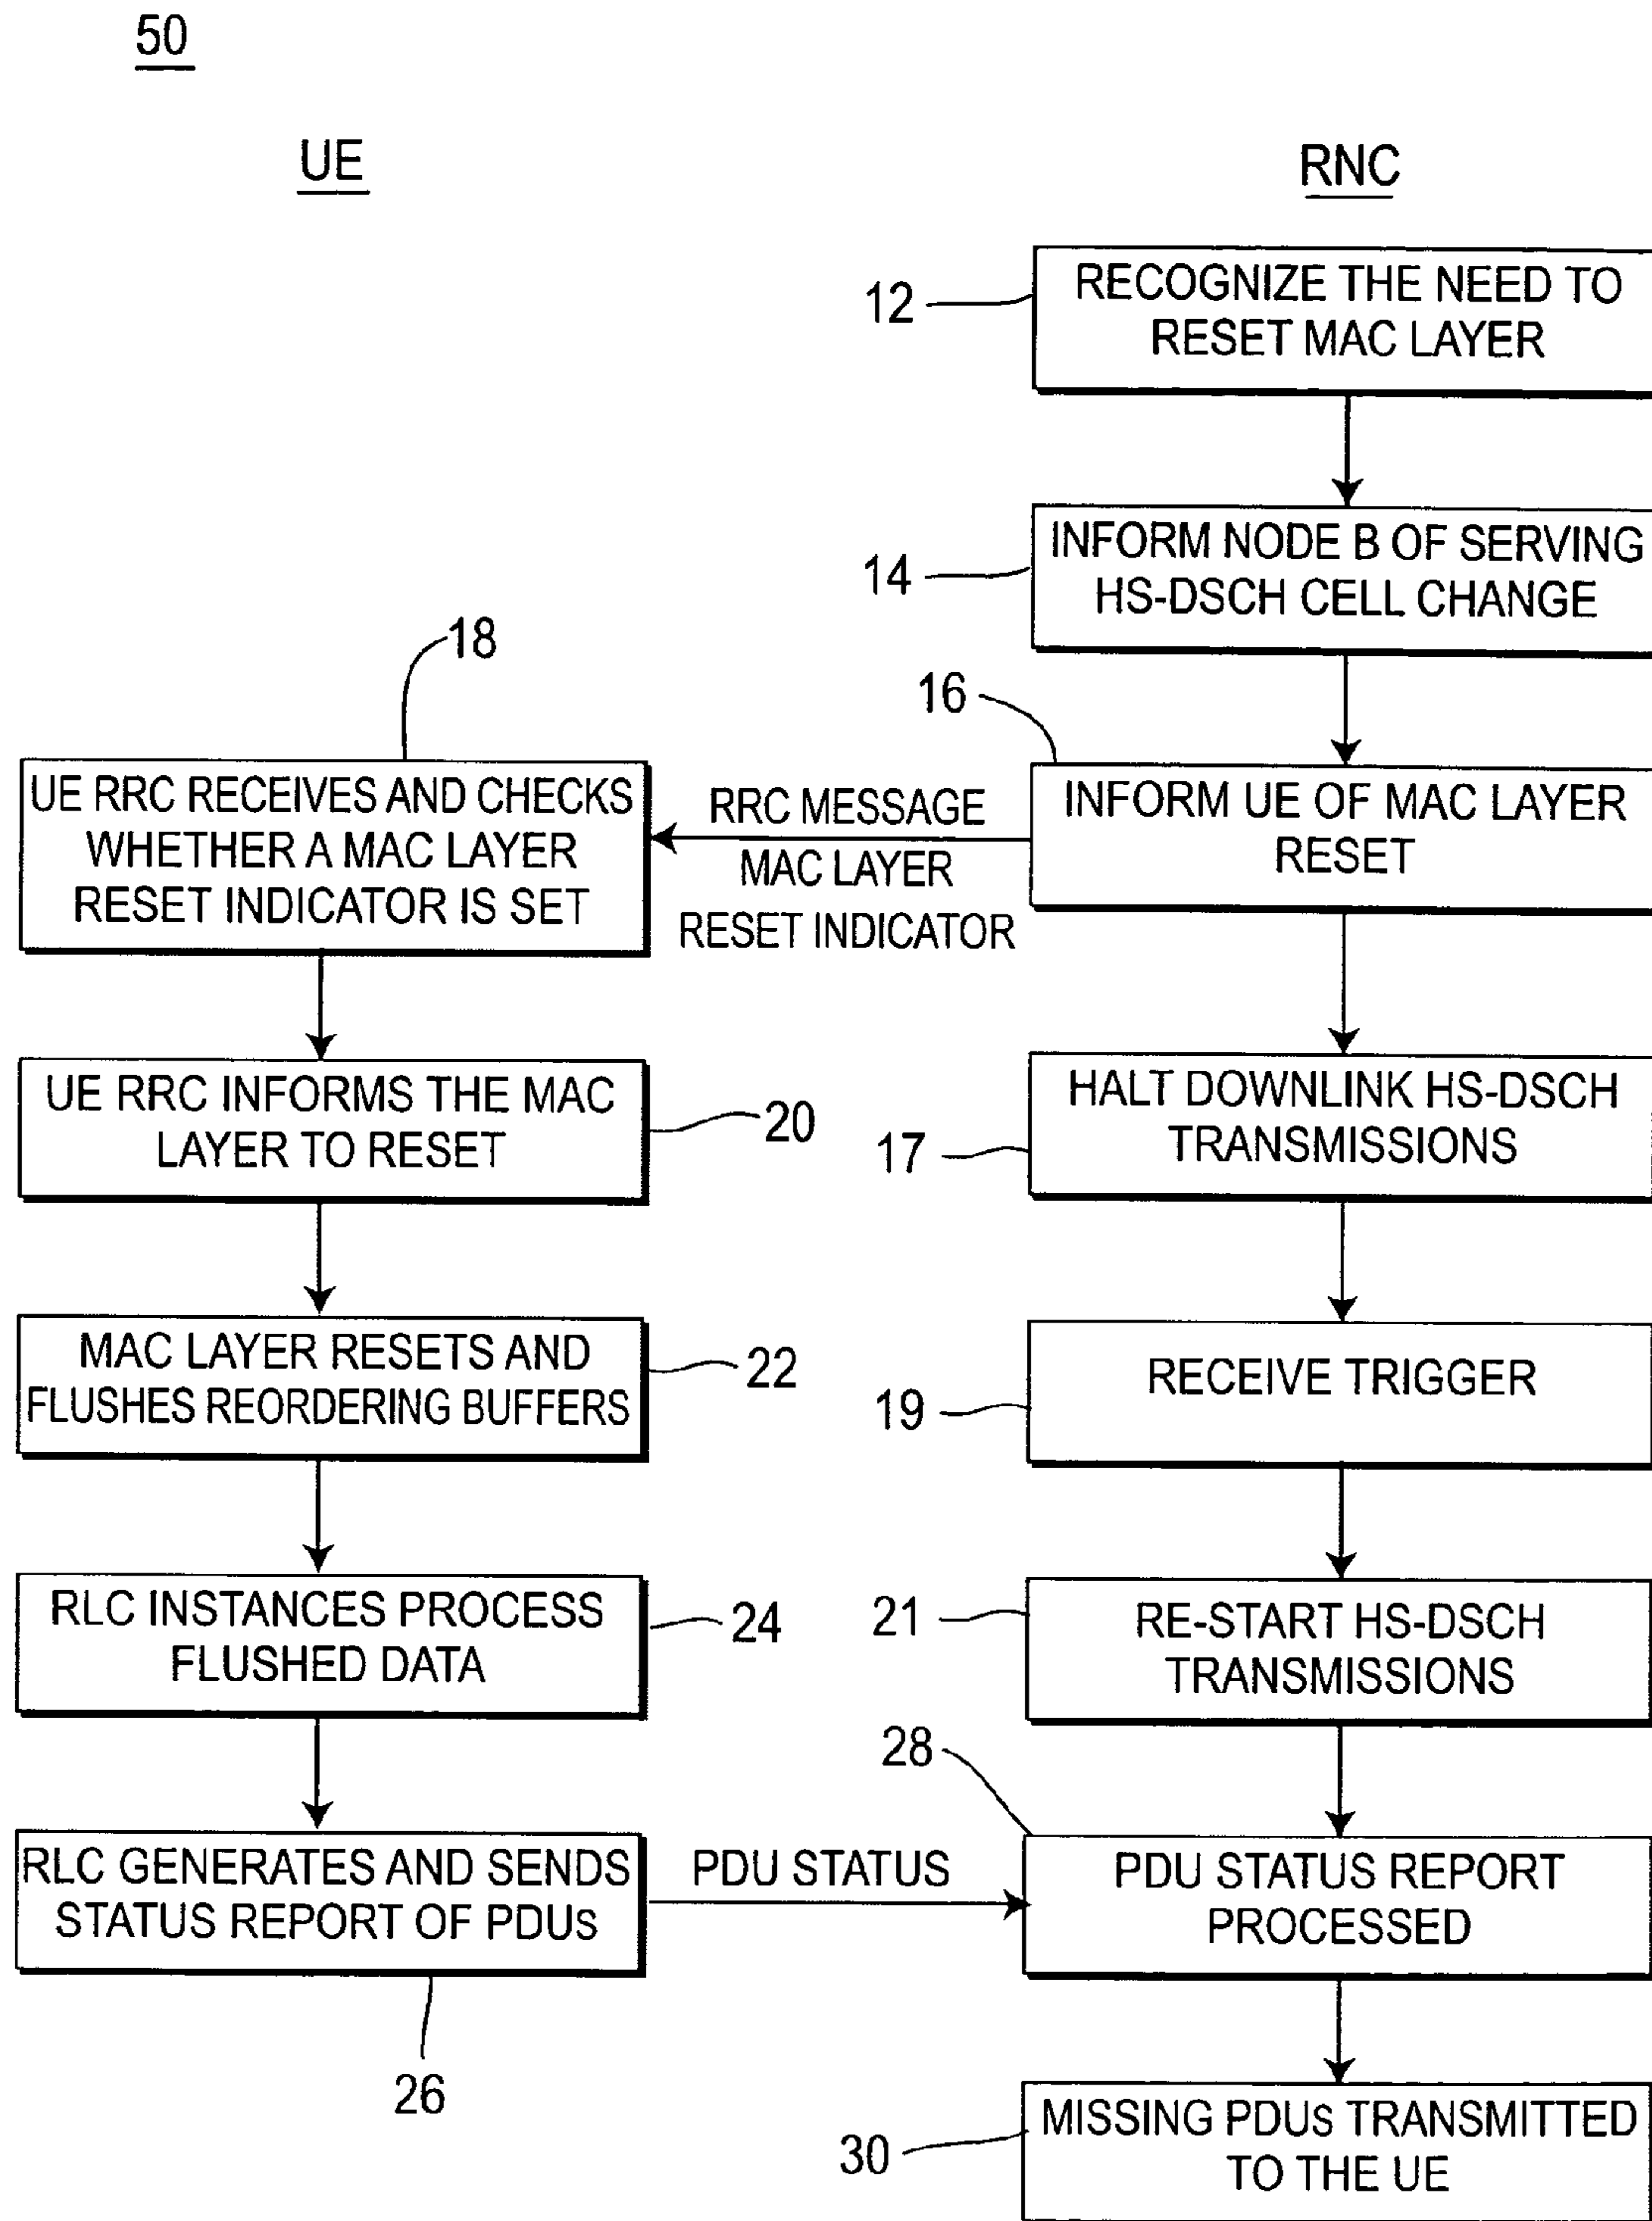 50
UE
RNC
12
RECOGNIZE THE NEED TO
RESET MAC LAYER
14
INFORM NODE B OF SERVING
HS-DSCH CELL CHANGE
16
INFORM UE OF MAC LAYER
RESET
RRC MESSAGE
MAC LAYER
RESET INDICATOR
18
UE RRC RECEIVES AND CHECKS
WHETHER A MAC LAYER
RESET INDICATOR IS SET
UE RRC INFORMS THE MAC
LAYER TO RESET
20
17
HALT DOWNLINK HS-DSCH
TRANSMISSIONS
MAC LAYER RESETS AND
FLUSHES REORDERING BUFFERS
22
19
RECEIVE TRIGGER
RLC INSTANCES PROCESS
FLUSHED DATA
24
21
RE-START HS-DSCH
TRANSMISSIONS
RLC GENERATES AND SENDS
STATUS REPORT OF PDUs
26
PDU STATUS
28
PDU STATUS REPORT
PROCESSED
30
MISSING PDUs TRANSMITTED
TO THE UE